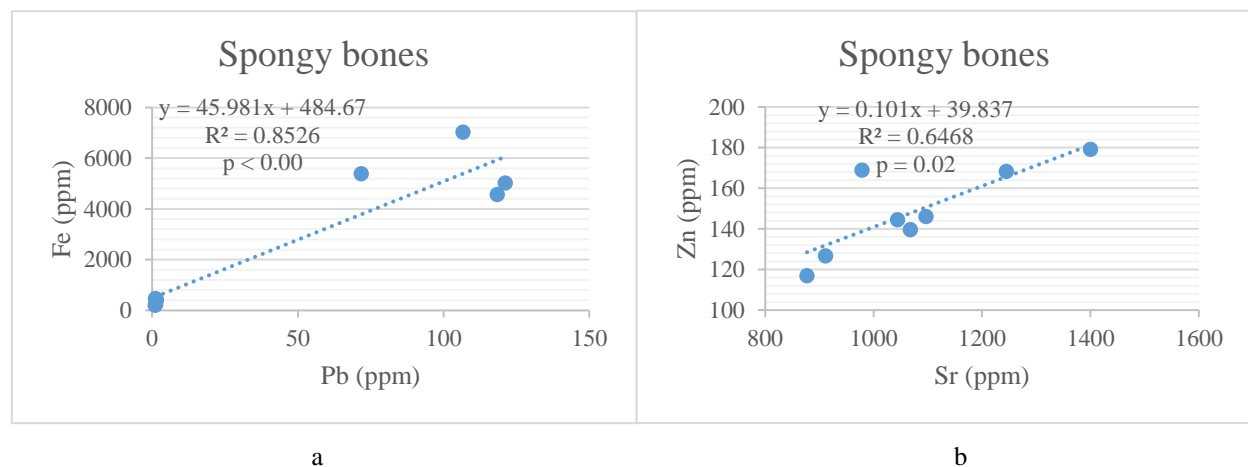 Spongy bones
y = 45.981x + 484.67
R² = 0.8526
p < 0.00
8000
6000
4000
2000
0
Fe (ppm)
0 50 100 150
Pb (ppm)
a
Spongy bones
y = 0.101x + 39.837
R² = 0.6468
p = 0.02
200
180
160
140
120
100
Zn (ppm)
800 1000 1200 1400 1600
Sr (ppm)
b